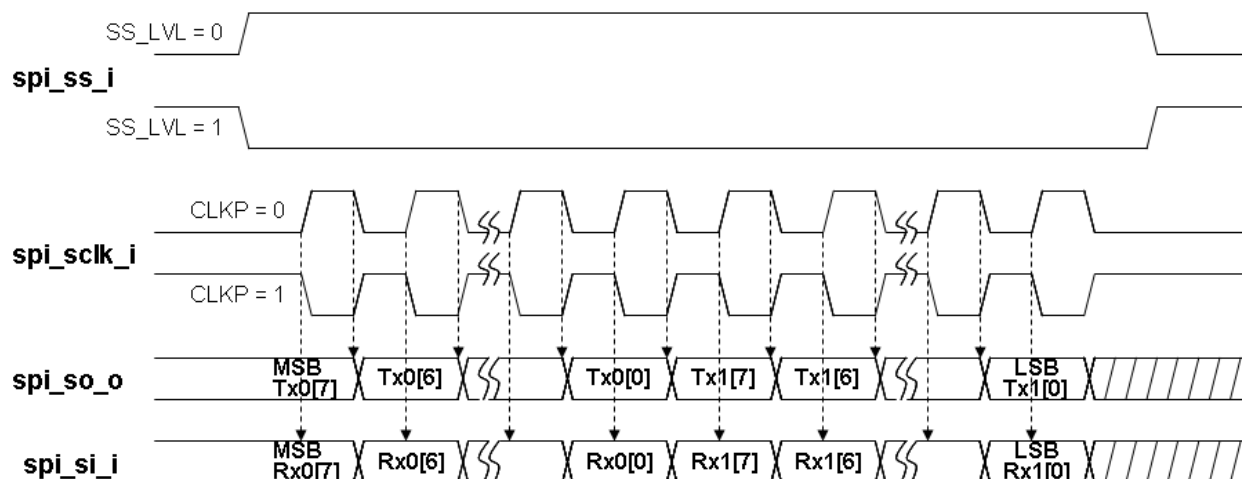 SS_LVL = 0
spi_ss_i
SS_LVL = 1
CLKP = 0
spi_sclk_i
CLKP = 1
spi_so_o
MSB
Tx0[7]
Tx0[6]
Tx0[0]
Tx1[7]
Tx1[6]
LSB
Tx1[0]
spi_si_i
MSB
Rx0[7]
Rx0[6]
Rx0[0]
Rx1[7]
Rx1[6]
LSB
Rx1[0]